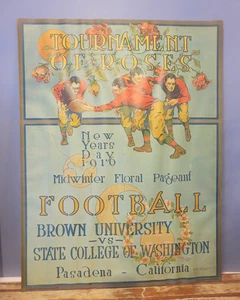 TOURNAMENT
OF ROSES
New
Years
Day
1916
Midwinter Floral Pageant
FOOTBALL
BROWN UNIVERSITY
-VS-
STATE COLLEGE OF WASHINGTON
Pasadena - California